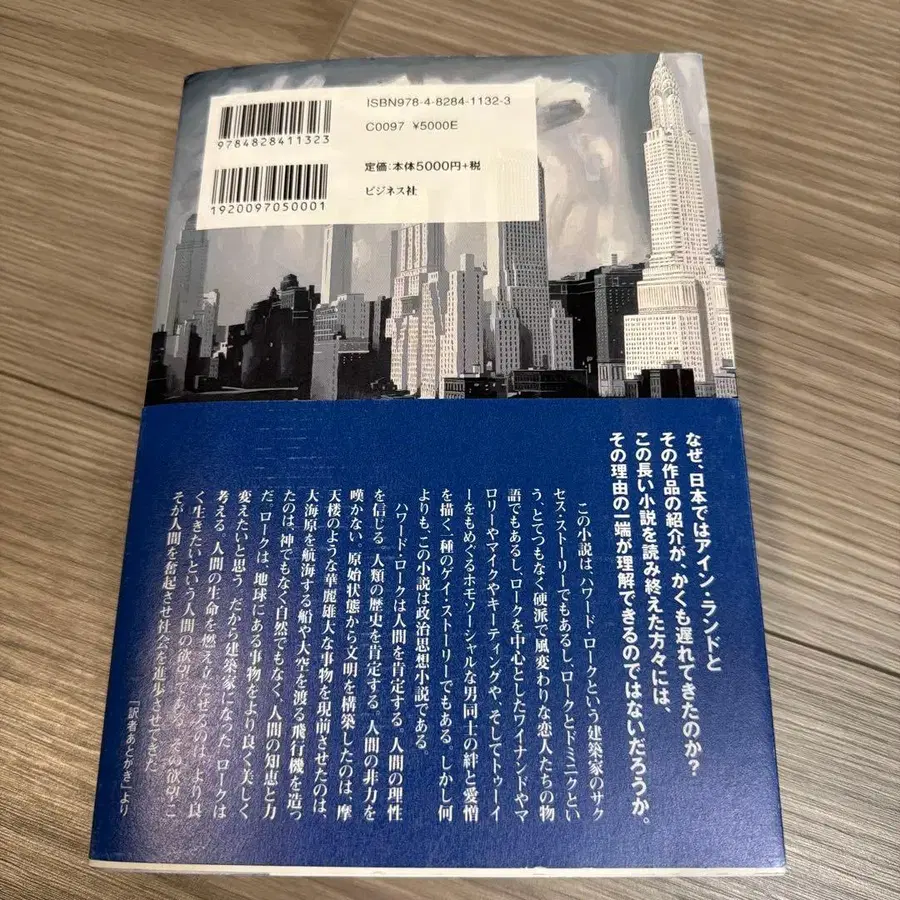 ISBN978-4-8284-1132-3
C0097 ¥5000E
9784828411323
定価:本体5000円+税
ビジネス社
1920097050001
なぜ、日本ではアイン・ランドと
その作品の紹介が、かくも遅れてきたのか?
この長い小説を読み終えた方々には、
その理由の一端が理解できるのではないだろうか。
この小説は、ハワード・ロークという建築家のサク
セス・ストーリーでもあるし、ロークとドミニクとい
う、とてつもなく硬派で風変わりな恋人たちの物
語でもあるし、ロークを中心としたワイナンドやマ
ロリーやマイクやキーティングや、そしてトゥーイ
ーをもめぐるホモソーシャルな男同士の絆と愛憎
を描く一種のゲイ・ストーリーでもある。しかし何
よりも、この小説は政治思想小説である。
ハワード・ロークは人間を肯定する。人間の理性
を信じる。人類の歴史を肯定する。人間の非力を
嘆かない。原始状態から文明を構築したのは、摩
天楼のような華麗雄大な事物を現前させたのは、
大海原を航海する船や大空を渡る飛行機を造っ
たのは、神でもなく自然でもなく、人間の知恵と力
だ。ロークは、地球にある事物をより良く美しく
変えたいと思う。だから建築家になった。ロークは
考える。人間の生命を燃え立たせるのは、より良
く生きたいという人間の欲望である。その欲望こ
そが人間を奮起させ社会を進歩させてきた。
「訳者あとがき」より